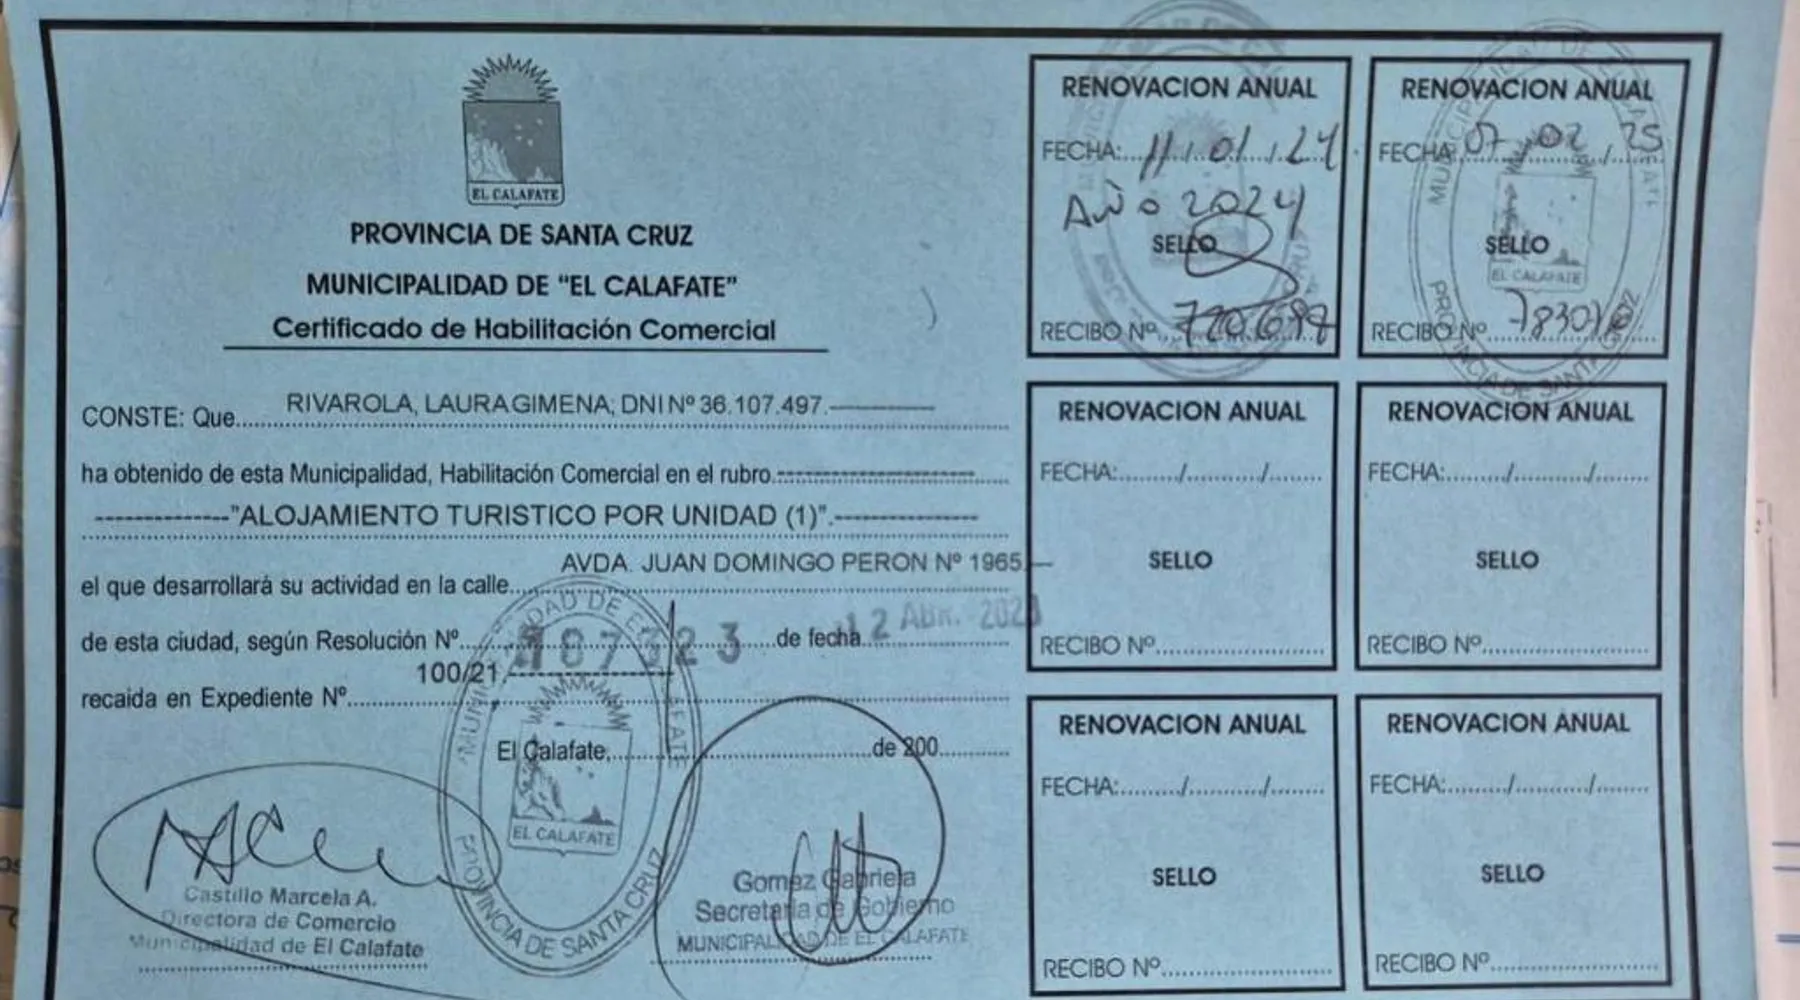 EL CALAFATE
PROVINCIA DE SANTA CRUZ
MUNICIPALIDAD DE “EL CALAFATE”
Certificado de Habilitación Comercial
CONSTE: Que RIVAROLA, LAURA GIMENA; DNI Nº 36.107.497.
ha obtenido de esta Municipalidad, Habilitación Comercial en el rubro
"ALOJAMIENTO TURISTICO POR UNIDAD (1)".
el que desarrollará su actividad en la calle AVDA. JUAN DOMINGO PERON Nº 1965.
de esta ciudad, según Resolución Nº de fecha 12 ABR. 2023
recaida en Expediente Nº 100/21.
El Calafate, de 200
Castillo Marcela A.
Directora de Comercio
Municipalidad de El Calafate
EL CALAFATE
PROVINCIA DE SANTA CRUZ
Gomez Gabriela
Secretaria de Gobierno
MUNICIPALIDAD DE EL CALAFATE
RENOVACION ANUAL
FECHA: 11/01/24
AÑO 2024
SELLO
RECIBO Nº
RENOVACION ANUAL
FECHA: 07 02/25
SELLO
EL CALAFATE
RECIBO Nº
PROVINCIA DE SANTA CRUZ
RENOVACION ANUAL
FECHA:......../........./........
SELLO
RECIBO Nº
RENOVACION ANUAL
FECHA:......../........./........
SELLO
RECIBO Nº
RENOVACION ANUAL
FECHA:......../........./........
SELLO
RECIBO Nº
RENOVACION ANUAL
FECHA:......../........./........
SELLO
RECIBO Nº